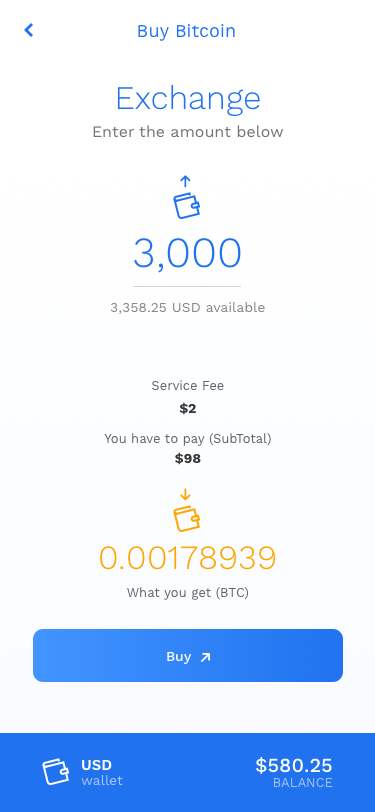 Buy Bitcoin
Exchange
Enter the amount below
3,000
3,358.25 USD available
Service Fee
$2
You have to pay (SubTotal)
$98
0.00178939
What you get (BTC)
Buy
USD
wallet
$580.25
BALANCE